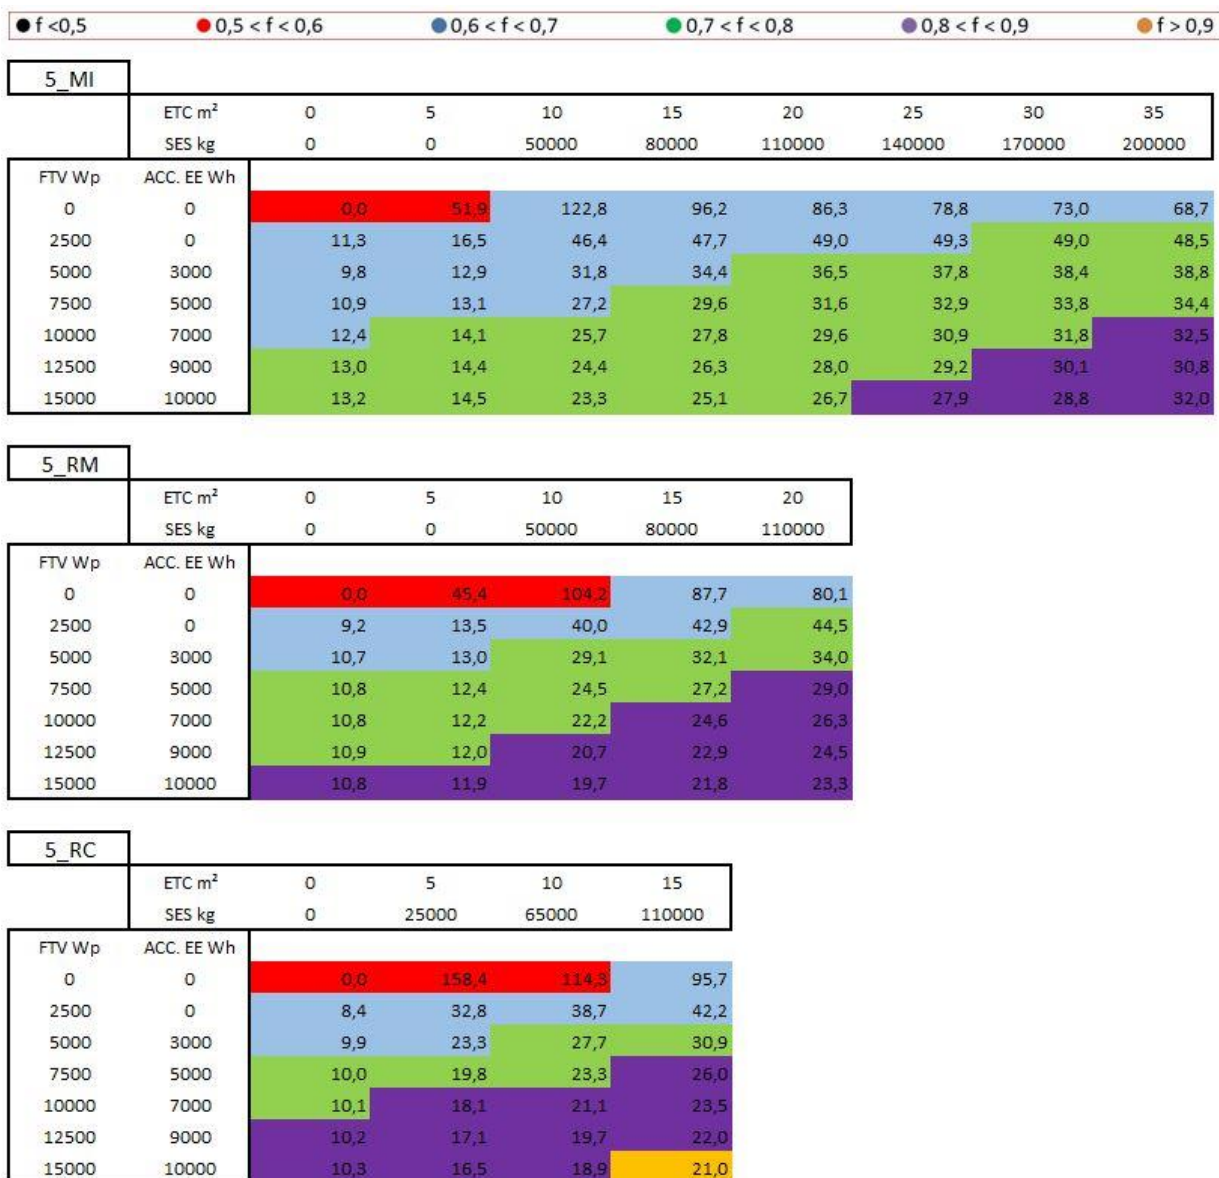 f <0,5 0,5 < f < 0,6 0,6 < f < 0,7 0,7 < f < 0,8 0,8 < f < 0,9 f > 0,9
5_MI
ETC m² 0 5 10 15 20 25 30 35
SES kg 0 0 50000 80000 110000 140000 170000 200000
FTV Wp ACC. EE Wh
0 0 0,0 51,9 122,8 96,2 86,3 78,8 73,0 68,7
2500 0 11,3 16,5 46,4 47,7 49,0 49,3 49,0 48,5
5000 3000 9,8 12,9 31,8 34,4 36,5 37,8 38,4 38,8
7500 5000 10,9 13,1 27,2 29,6 31,6 32,9 33,8 34,4
10000 7000 12,4 14,1 25,7 27,8 29,6 30,9 31,8 32,5
12500 9000 13,0 14,4 24,4 26,3 28,0 29,2 30,1 30,8
15000 10000 13,2 14,5 23,3 25,1 26,7 27,9 28,8 32,0
5_RM
ETC m² 0 5 10 15 20
SES kg 0 0 50000 80000 110000
FTV Wp ACC. EE Wh
0 0 0,0 45,4 104,2 87,7 80,1
2500 0 9,2 13,5 40,0 42,9 44,5
5000 3000 10,7 13,0 29,1 32,1 34,0
7500 5000 10,8 12,4 24,5 27,2 29,0
10000 7000 10,8 12,2 22,2 24,6 26,3
12500 9000 10,9 12,0 20,7 22,9 24,5
15000 10000 10,8 11,9 19,7 21,8 23,3
5_RC
ETC m² 0 5 10 15
SES kg 0 25000 65000 110000
FTV Wp ACC. EE Wh
0 0 0,0 158,4 114,3 95,7
2500 0 8,4 32,8 38,7 42,2
5000 3000 9,9 23,3 27,7 30,9
7500 5000 10,0 19,8 23,3 26,0
10000 7000 10,1 18,1 21,1 23,5
12500 9000 10,2 17,1 19,7 22,0
15000 10000 10,3 16,5 18,9 21,0